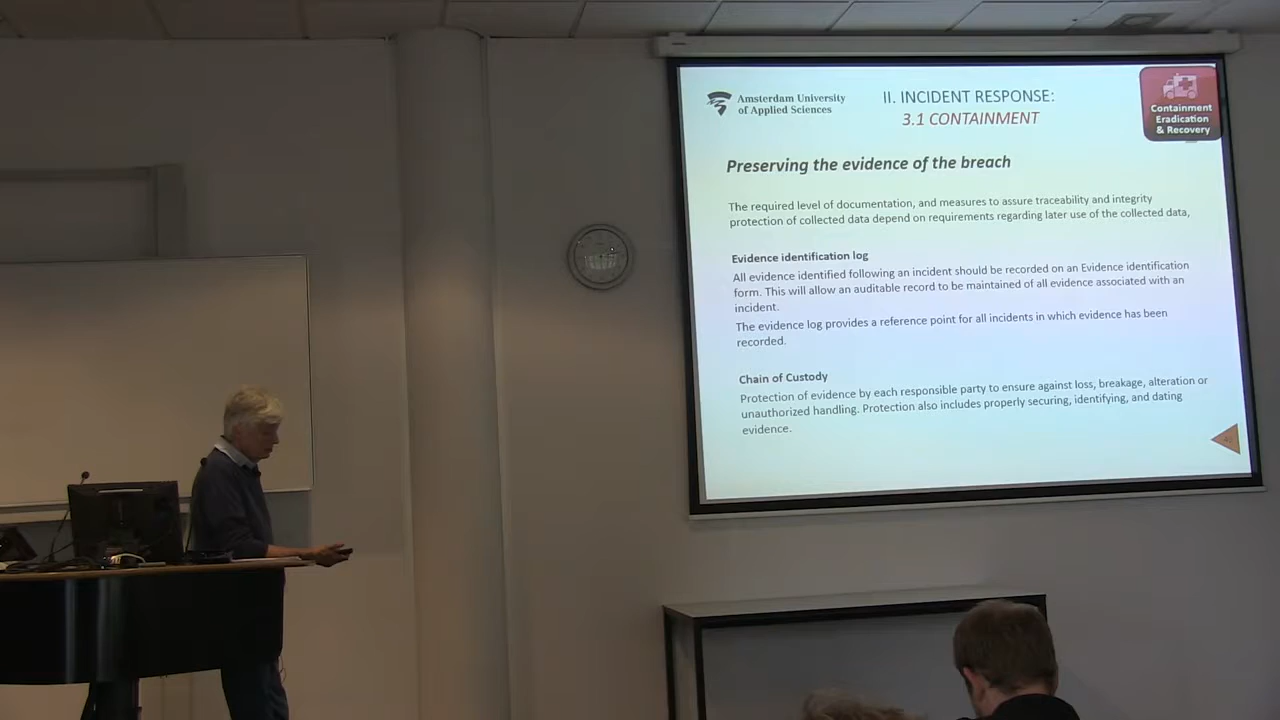 Amsterdam University
of Applied Sciences
II. INCIDENT RESPONSE:
3.1 CONTAINMENT
Containment
Eradication
& Recovery
Preserving the evidence of the breach
The required level of documentation, and measures to assure traceability and integrity
protection of collected data depend on requirements regarding later use of the collected data,
Evidence identification log
All evidence identified following an incident should be recorded on an Evidence identification
form. This will allow an auditable record to be maintained of all evidence associated with an
incident.
The evidence log provides a reference point for all incidents in which evidence has been
recorded.
Chain of Custody
Protection of evidence by each responsible party to ensure against loss, breakage, alteration or
unauthorized handling. Protection also includes properly securing, identifying, and dating
evidence.